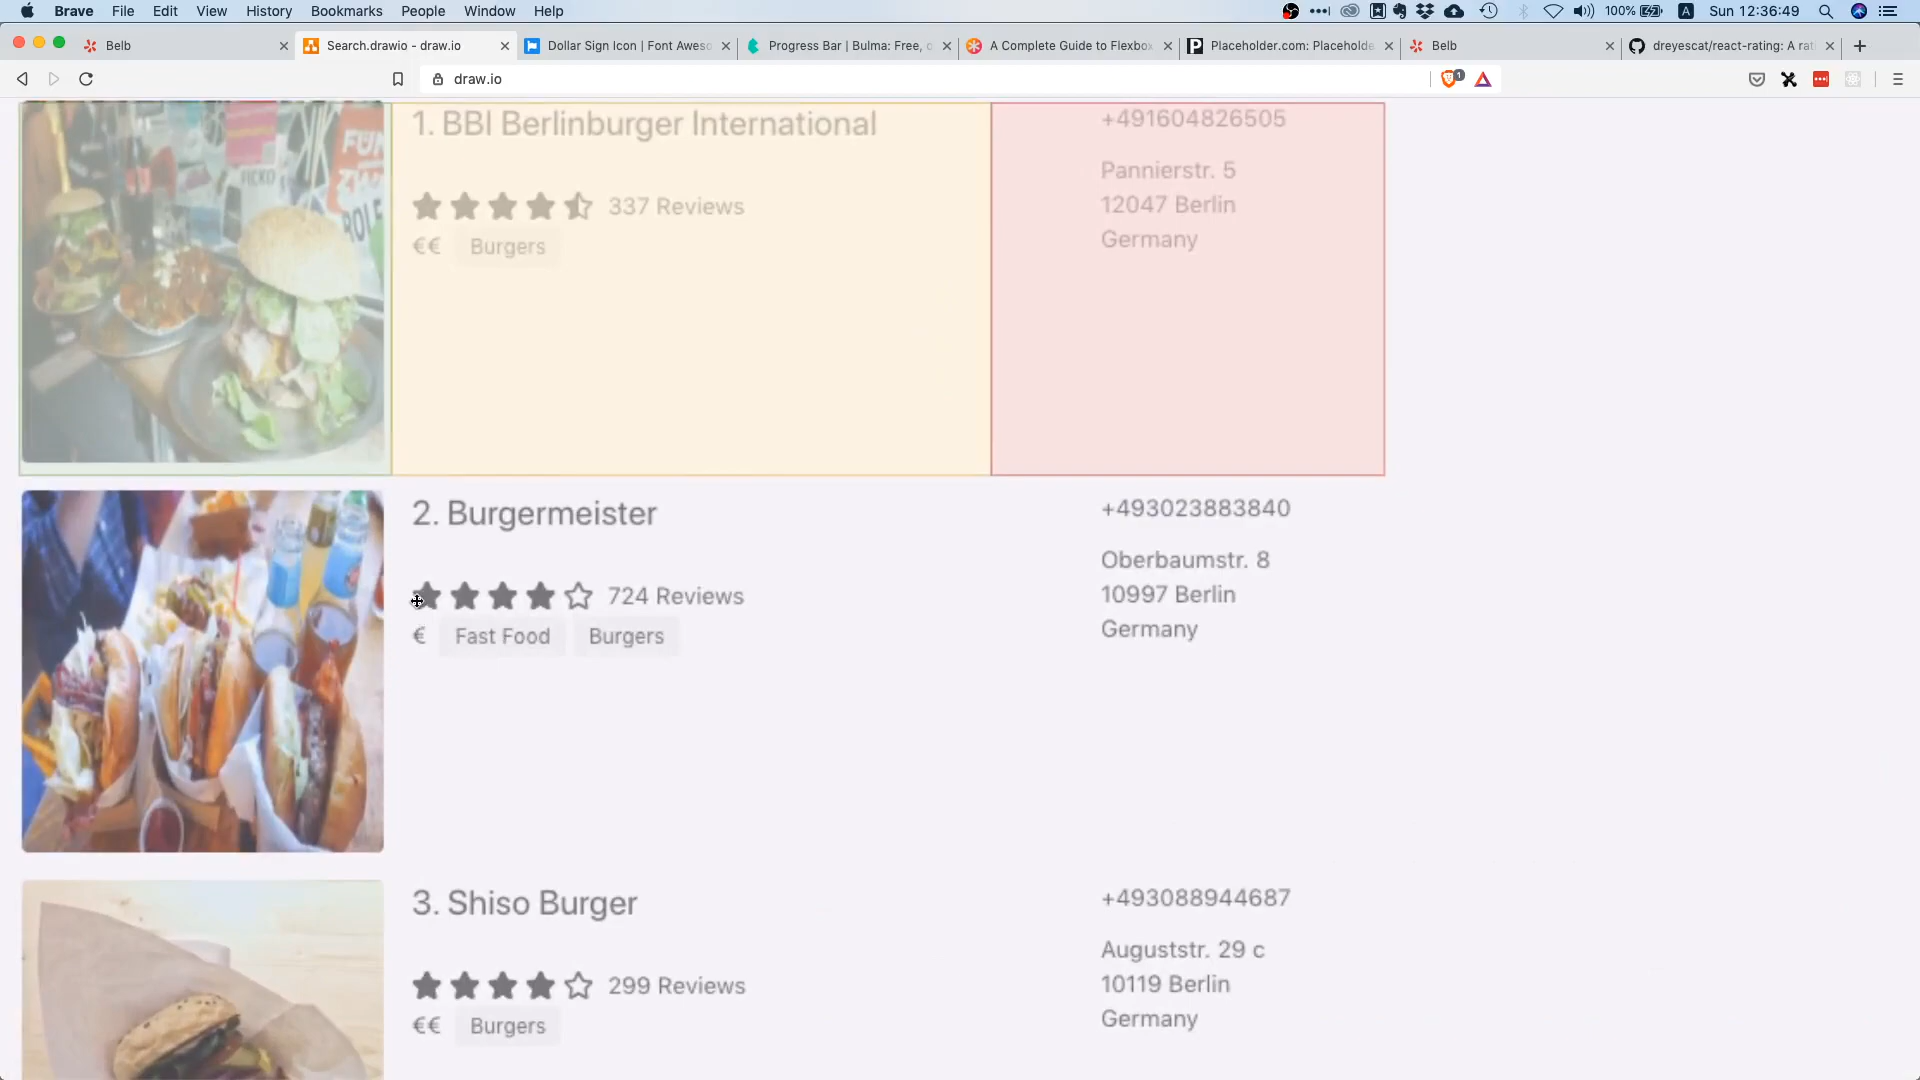 Brave File Edit View History Bookmarks People Window Help 100% A Sun 12:36:49
Belb Search.drawio - draw.io Dollar Sign Icon | Font Aweso Progress Bar | Bulma: Free, o A Complete Guide to Flexbox Placeholder.com: Placeholde Belb dreyescat/react-rating: A rat
draw.io 1
1. BBI Berlinburger International
337 Reviews
€€ Burgers
+491604826505
Pannierstr. 5
12047 Berlin
Germany
2. Burgermeister
724 Reviews
€ Fast Food Burgers
+493023883840
Oberbaumstr. 8
10997 Berlin
Germany
3. Shiso Burger
299 Reviews
€€ Burgers
+493088944687
Auguststr. 29 c
10119 Berlin
Germany